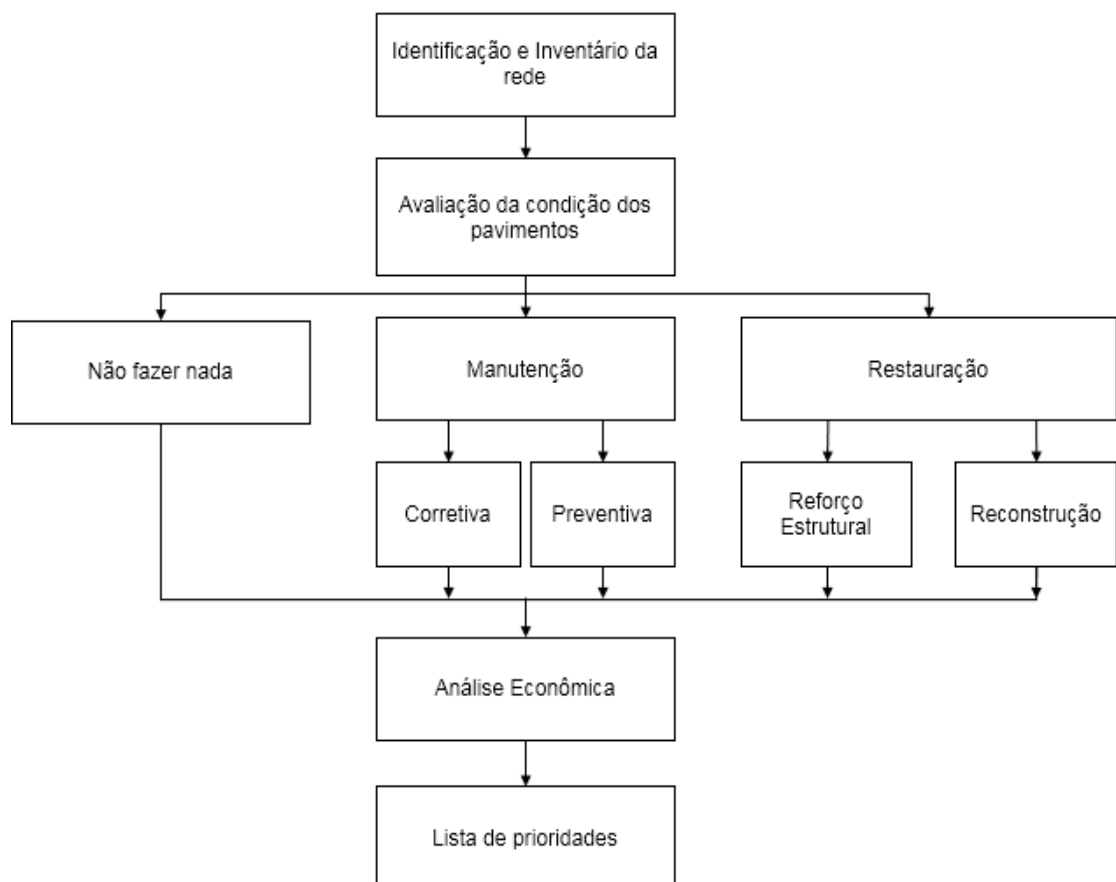 Identificação e Inventário da
rede
Avaliação da condição dos
pavimentos
Não fazer nada
Manutenção
Restauração
Corretiva
Preventiva
Reforço
Estrutural
Reconstrução
Análise Econômica
Lista de prioridades